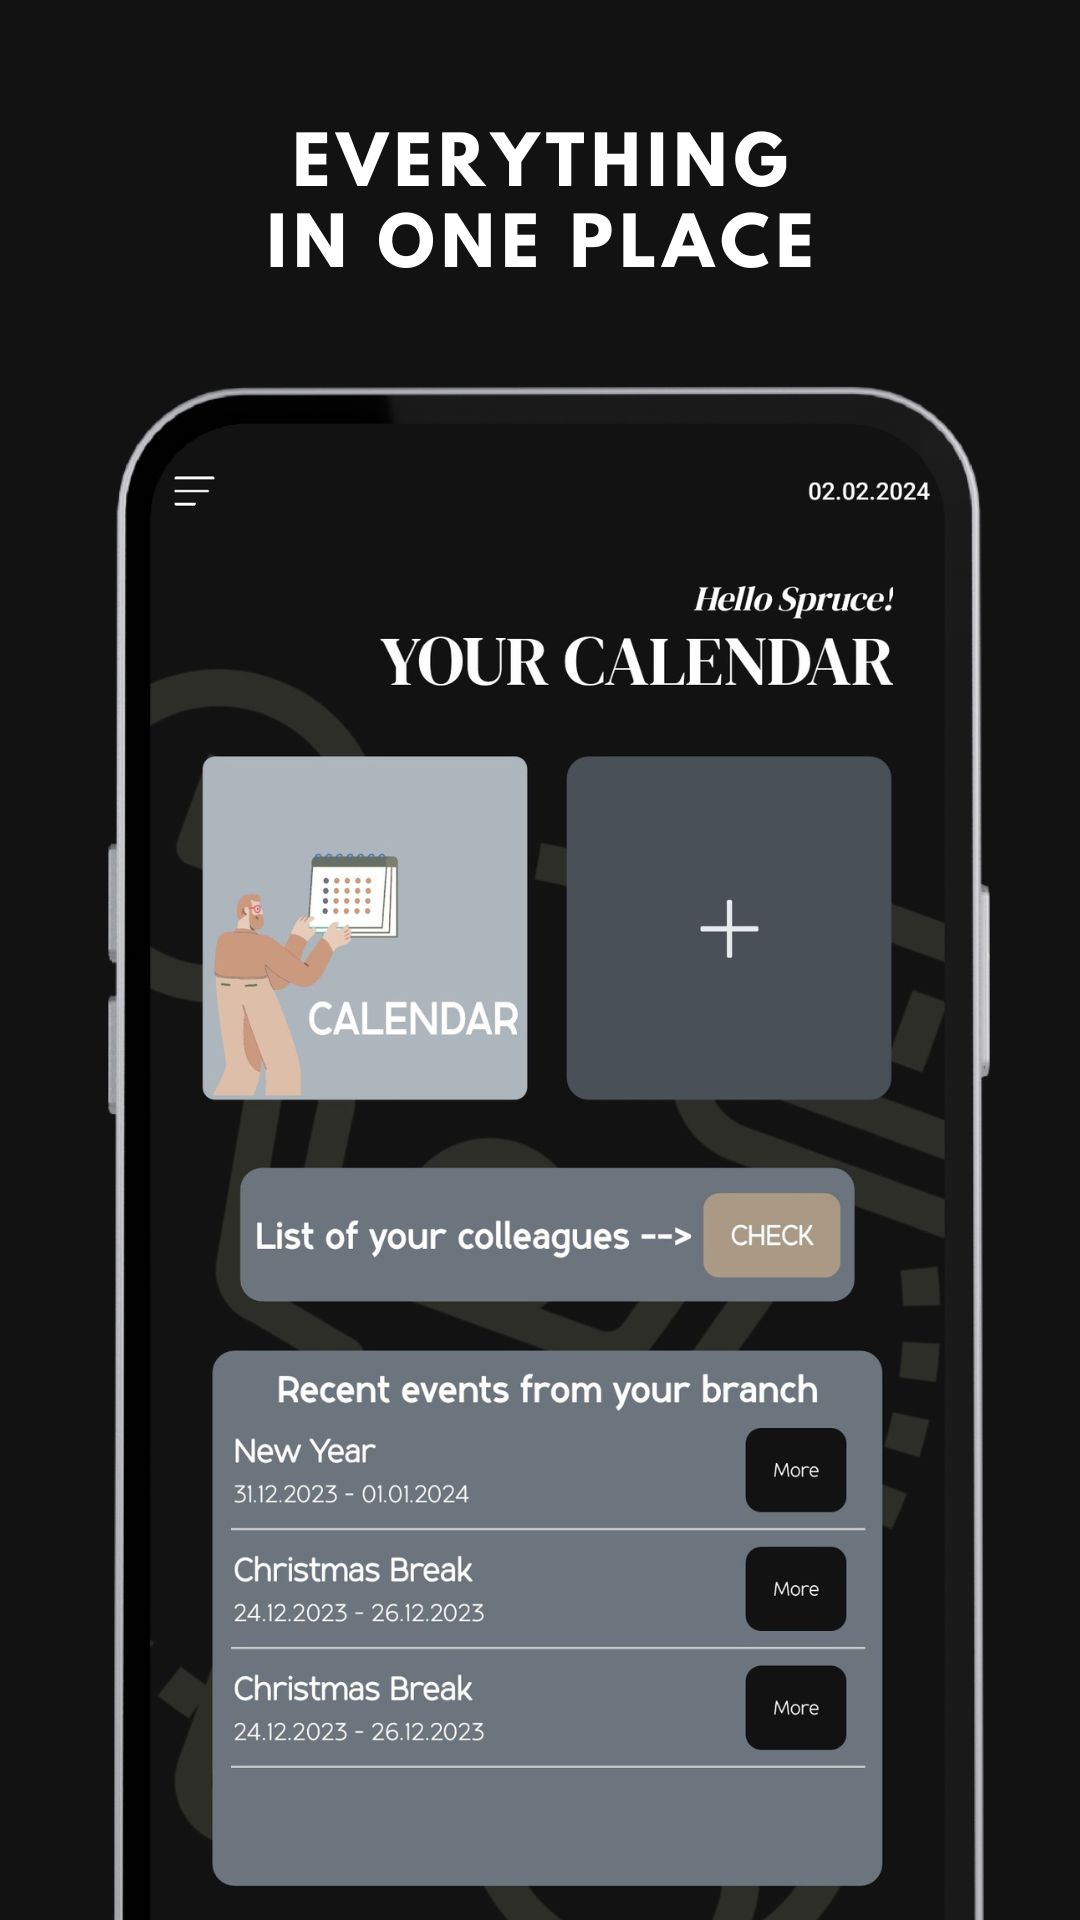 EVERYTHING
IN ONE PLACE
02.02.2024
Hello Spruce!
YOUR CALENDAR
CALENDAR
List of your colleagues --> CHECK
Recent events from your branch
New Year
31.12.2023 - 01.01.2024
More
Christmas Break
24.12.2023 - 26.12.2023
More
Christmas Break
24.12.2023 - 26.12.2023
More